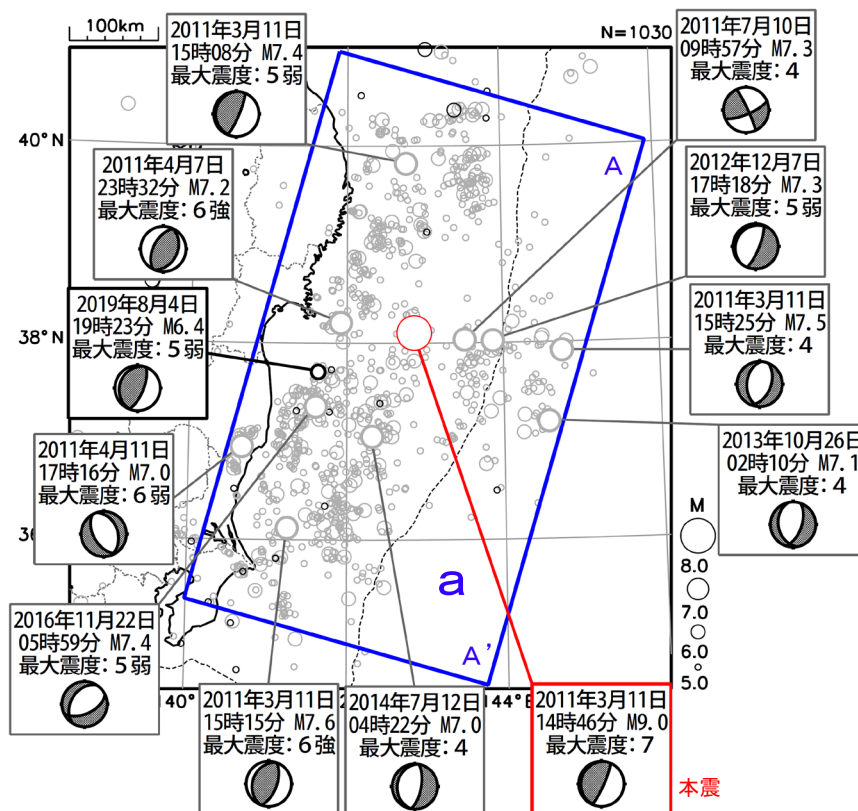 100km
N=1030
2011年3月11日
15時08分 M7.4
最大震度:5弱
2011年7月10日
09時57分 M7.3
最大震度:4
40°N
A
2011年4月7日
23時32分 M7.2
最大震度:6強
2012年12月7日
17時18分 M7.3
最大震度:5弱
2019年8月4日
19時23分 M6.4
最大震度:5弱
38°N
2011年3月11日
15時25分 M7.5
最大震度:4
2011年4月11日
17時16分 M7.0
最大震度:6弱
2013年10月26日
02時10分 M7.1
最大震度:4
M
8.0
7.0
6.0
5.0
a
A'
2016年11月22日
05時59分 M7.4
最大震度:5弱
140°
144°E
2011年3月11日
15時15分 M7.6
最大震度:6強
2014年7月12日
04時22分 M7.0
最大震度:4
2011年3月11日
14時46分 M9.0
最大震度:7
本震